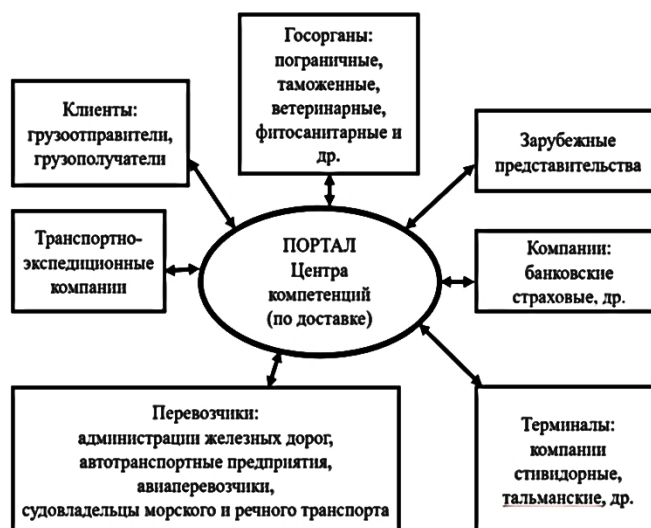 Госорганы:
пограничные,
таможенные,
ветеринарные,
фитосанитарные и
др.
Клиенты:
грузоотправители,
грузополучатели
Зарубежные
представительства
Транспортно-
экспедиционные
компании
ПОРТАЛ
Центра
компетенций
(по доставке)
Компании:
банковские
страховые, др.
Перевозчики:
администрации железных дорог,
автотранспортные предприятия,
авиаперевозчики,
судовладельцы морского и речного транспорта
Терминалы:
компании
стивидорные,
тальманские, др.